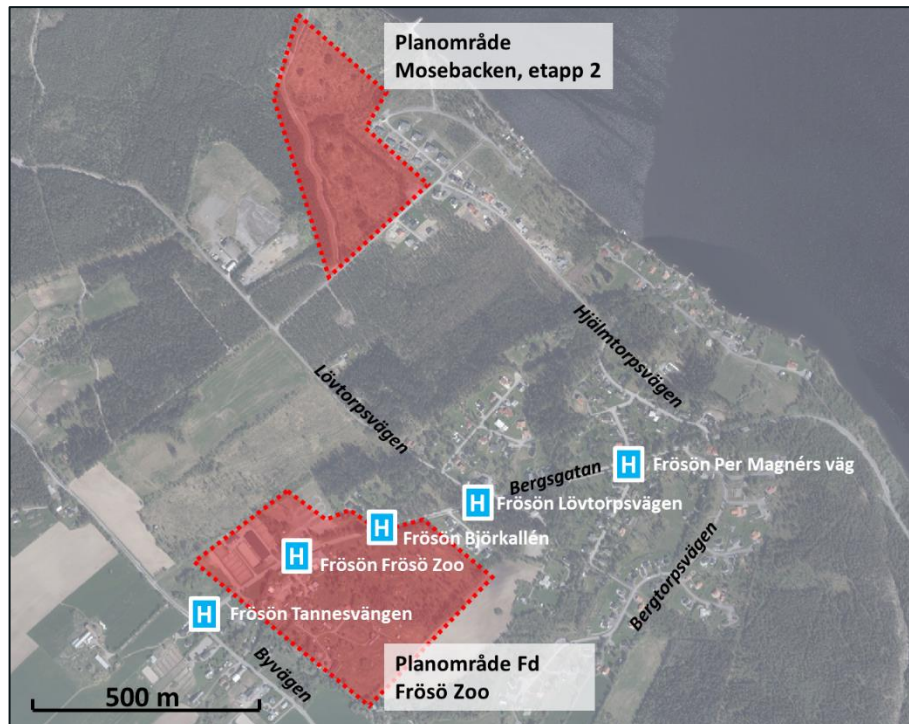 Planområde
Mosebacken, etapp 2
Hjälmtorpsvägen
Lövtorpsvägen
Bergsgatan
H Frösön Per Magnérs väg
H Frösön Lövtorpsvägen
H Frösön Björkallén
H Frösön Frösö Zoo
Bergtorpsvägen
H Frösön Tannesvängen
Byvägen
Planområde Fd
Frösö Zoo
500 m